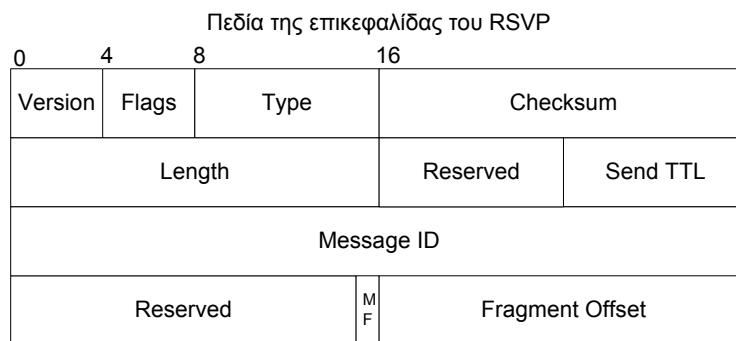 Πεδία της επικεφαλίδας του RSVP
0 4 8 16
Version Flags Type Checksum
Length Reserved Send TTL
Message ID
Reserved MF Fragment Offset